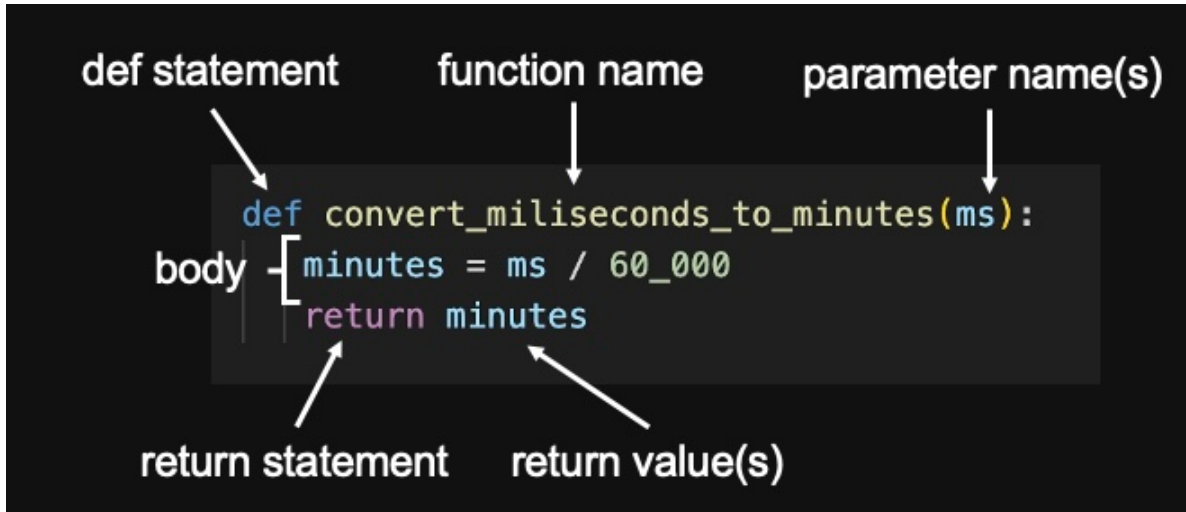 def statement
function name
parameter name(s)
def convert_miliseconds_to_minutes(ms):
body
minutes = ms / 60_000
return minutes
return statement
return value(s)